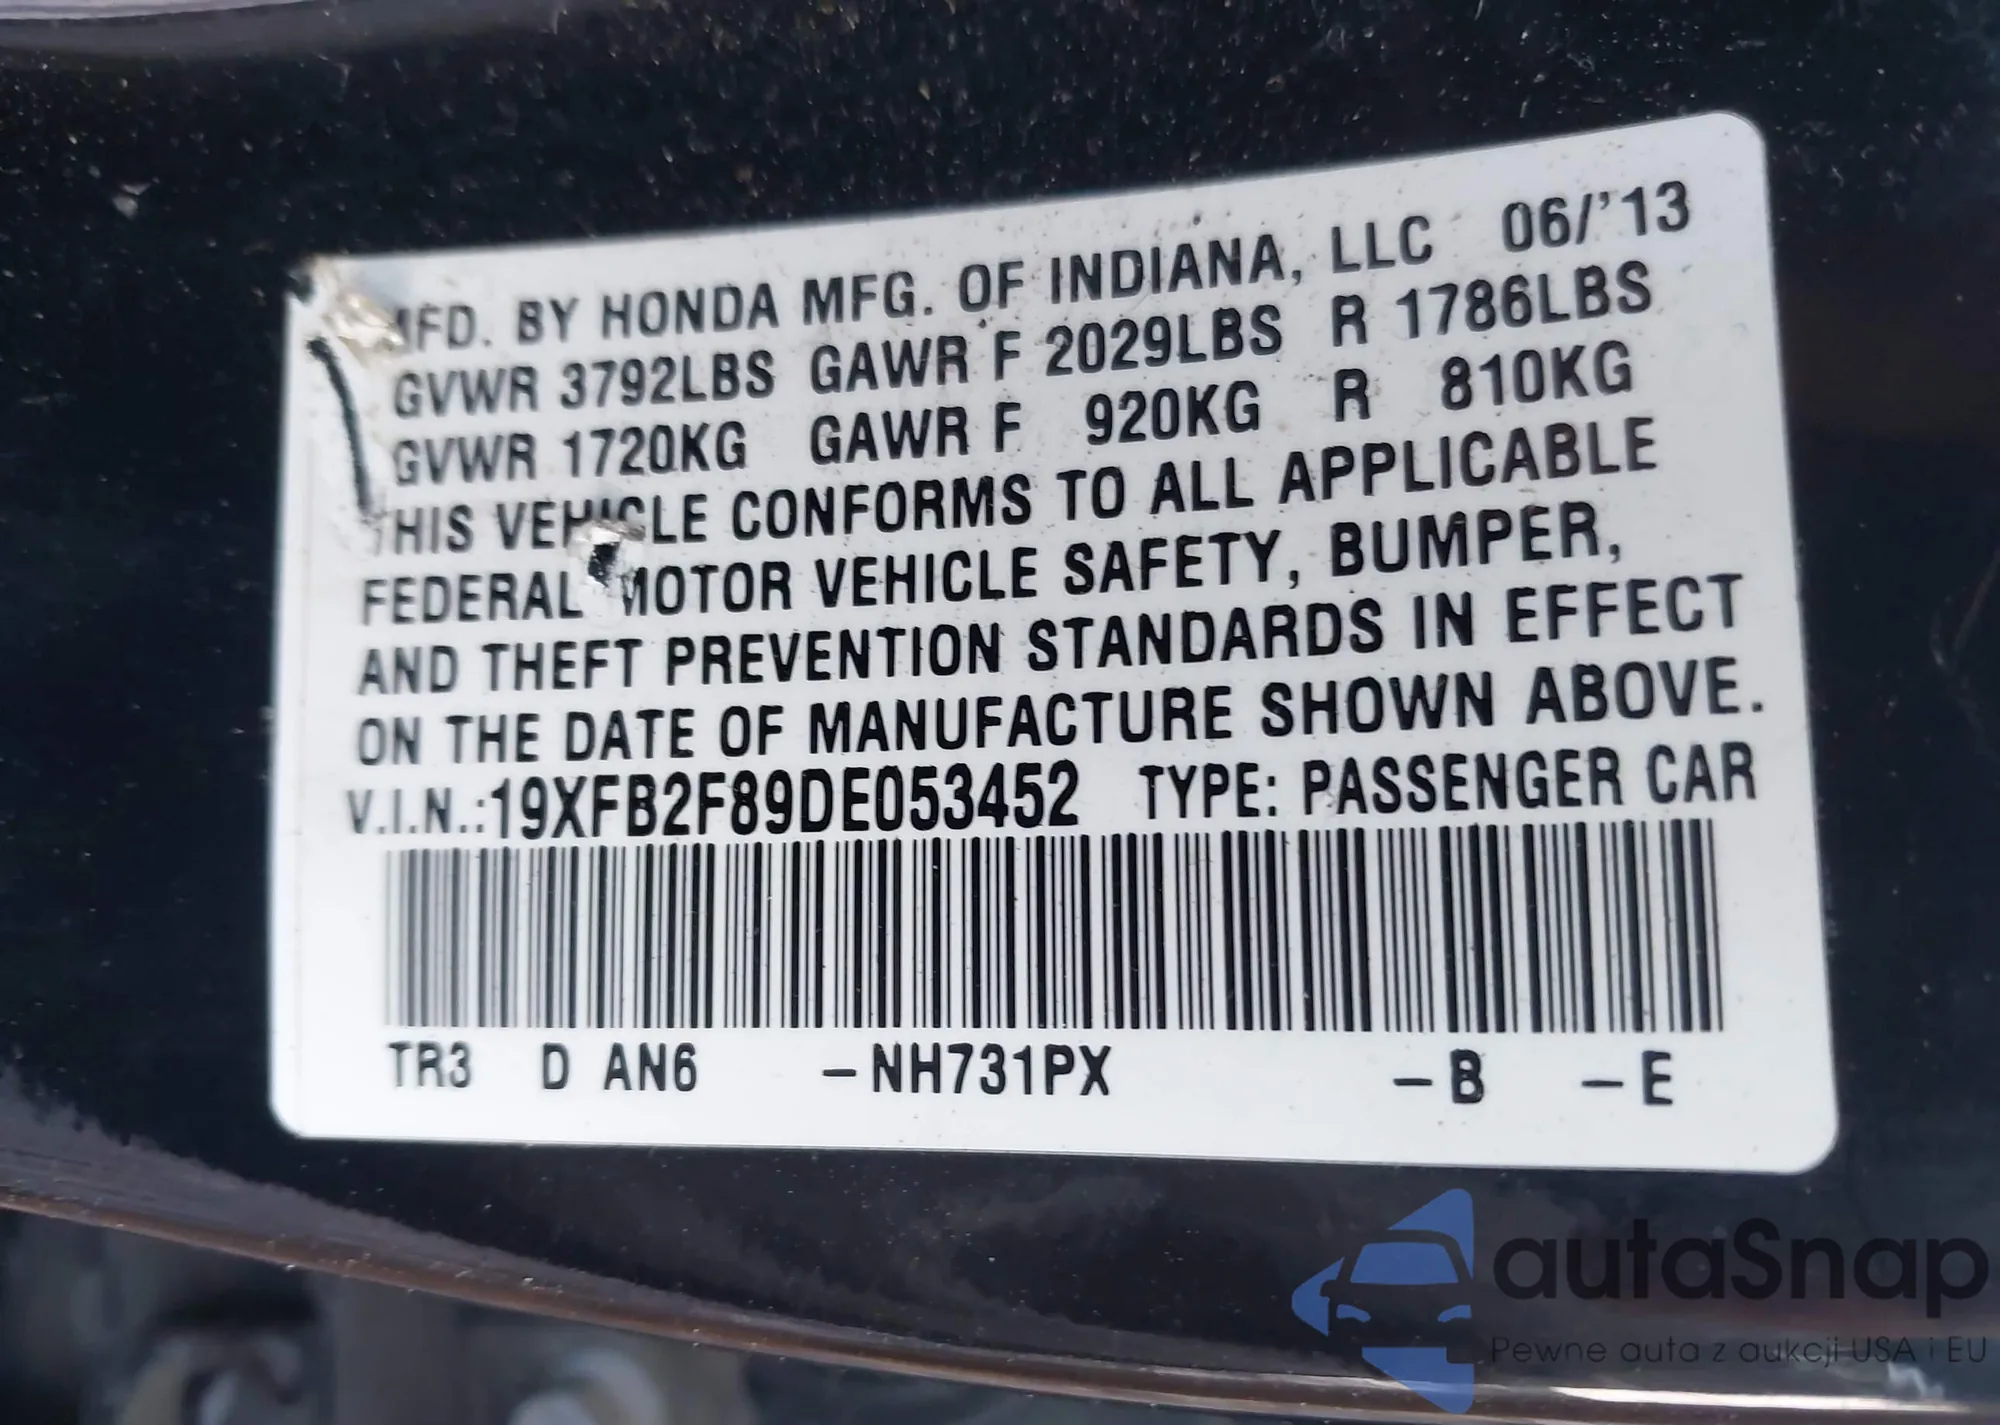 MFD. BY HONDA MFG. OF INDIANA, LLC 06/'13
GVWR 3792LBS GAWR F 2029LBS R 1786LBS
GVWR 1720KG GAWR F 920KG R 810KG
THIS VEHICLE CONFORMS TO ALL APPLICABLE
FEDERAL MOTOR VEHICLE SAFETY, BUMPER,
AND THEFT PREVENTION STANDARDS IN EFFECT
ON THE DATE OF MANUFACTURE SHOWN ABOVE.
V.I.N.:19XFB2F89DE053452 TYPE: PASSENGER CAR
TR3 D AN6 –NH731PX –B –E
autaSnap
Pewne auta z aukcji USA i EU